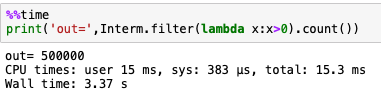 %%time
print('out=',Interm.filter(lambda x:x>0).count())
out= 500000
CPU times: user 15 ms, sys: 383 µs, total: 15.3 ms
Wall time: 3.37 s